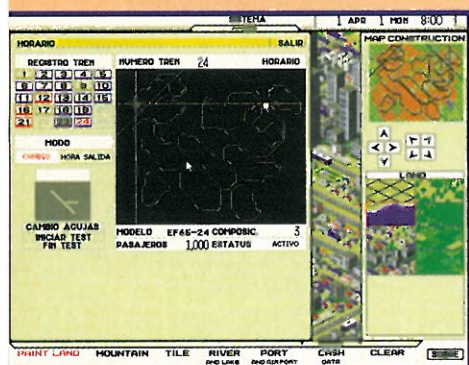 SISTEMA 1 APR 1 MON 8:00
HORARIO SALIR
REGISTRO TREN
NUMERO TREN 24 HORARIO
1 2 3 4 5
6 7 8 9 10
11 12 13 14 15
16 17 18 19
21 23 24
MODO
CAMBIO HORA SALIDA
CAMBIO AGUJAS
INICIAR TEST
FIN TEST
MODELO EF65-24 COMPOSIC. 3
PASAJEROS 1,000 ESTATUS ACTIVO
MAP CONSTRUCTION
LAND
PAINT LAND MOUNTAIN TILE RIVER AND LAKE PORT AND AIRPORT CASH DATA CLEAR